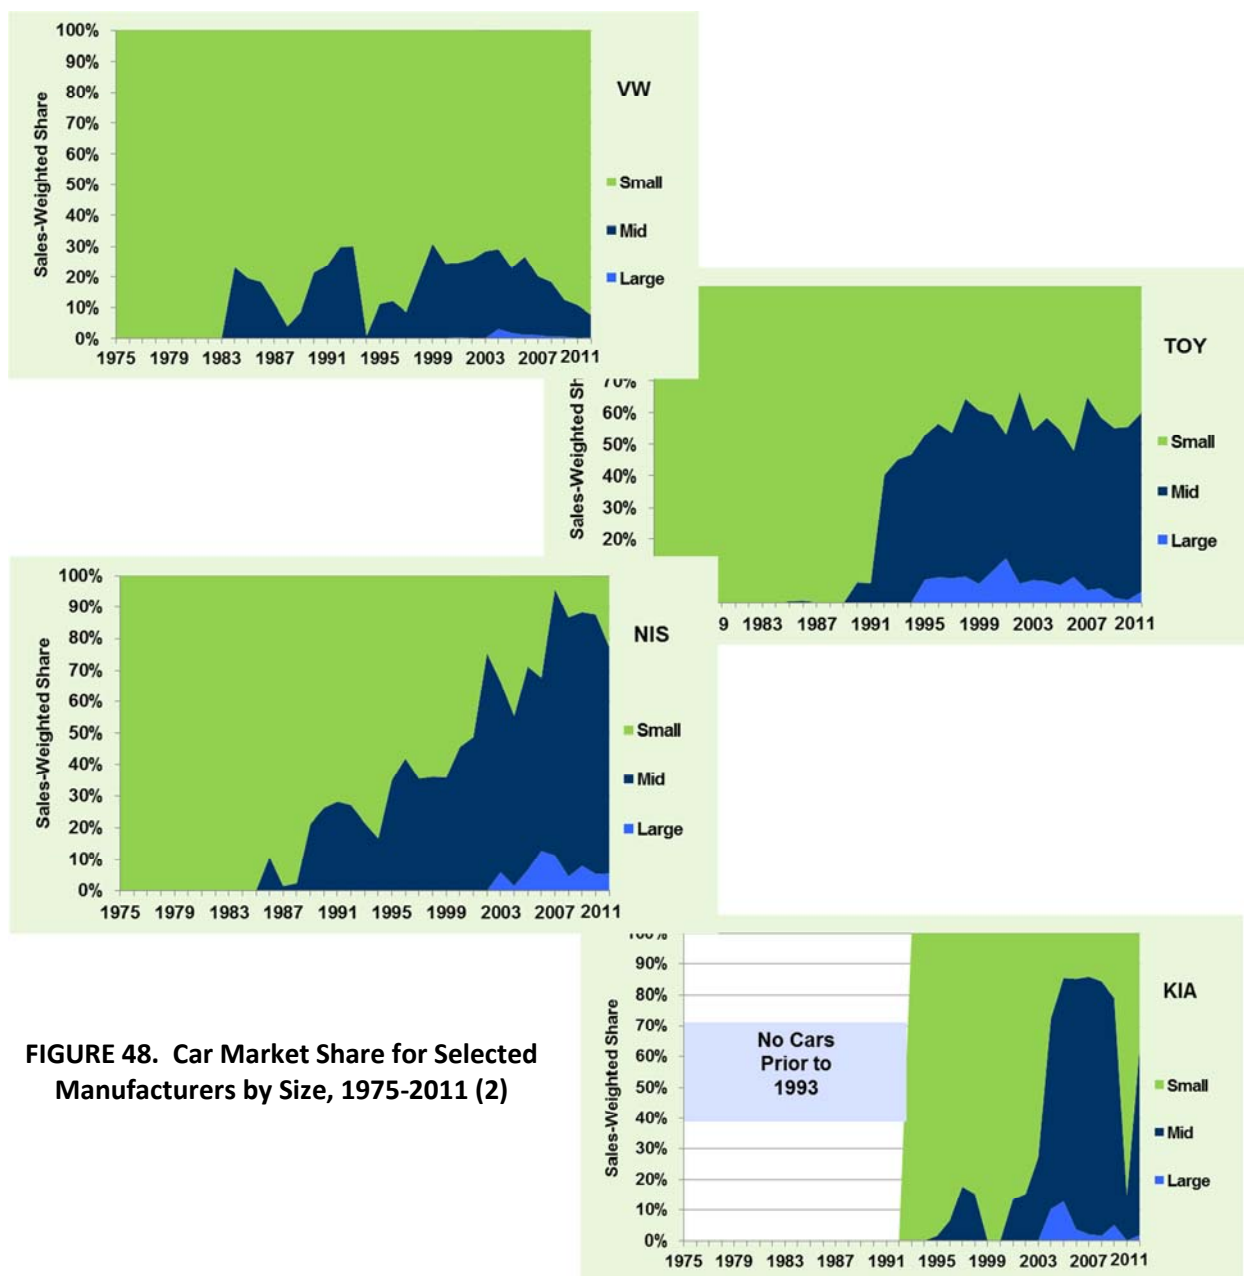 100%
90%
80%
70%
60%
50%
40%
30%
20%
10%
0%
Sales-Weighted Share
1975 1979 1983 1987 1991 1995 1999 2003 2007 2011
VW
Small
Mid
Large
60%
50%
40%
30%
20%
Sales-Weighted
9 1983 1987 1991 1995 1999 2003 2007 2011
TOY
Small
Mid
Large
100%
90%
80%
70%
60%
50%
40%
30%
20%
10%
0%
Sales-Weighted Share
1975 1979 1983 1987 1991 1995 1999 2003 2007 2011
NIS
Small
Mid
Large
90%
80%
70%
60%
50%
40%
30%
20%
10%
0%
Sales-Weighted Share
1975 1979 1983 1987 1991 1995 1999 2003 2007 2011
No Cars
Prior to
1993
KIA
Small
Mid
Large
FIGURE 48. Car Market Share for Selected
Manufacturers by Size, 1975-2011 (2)